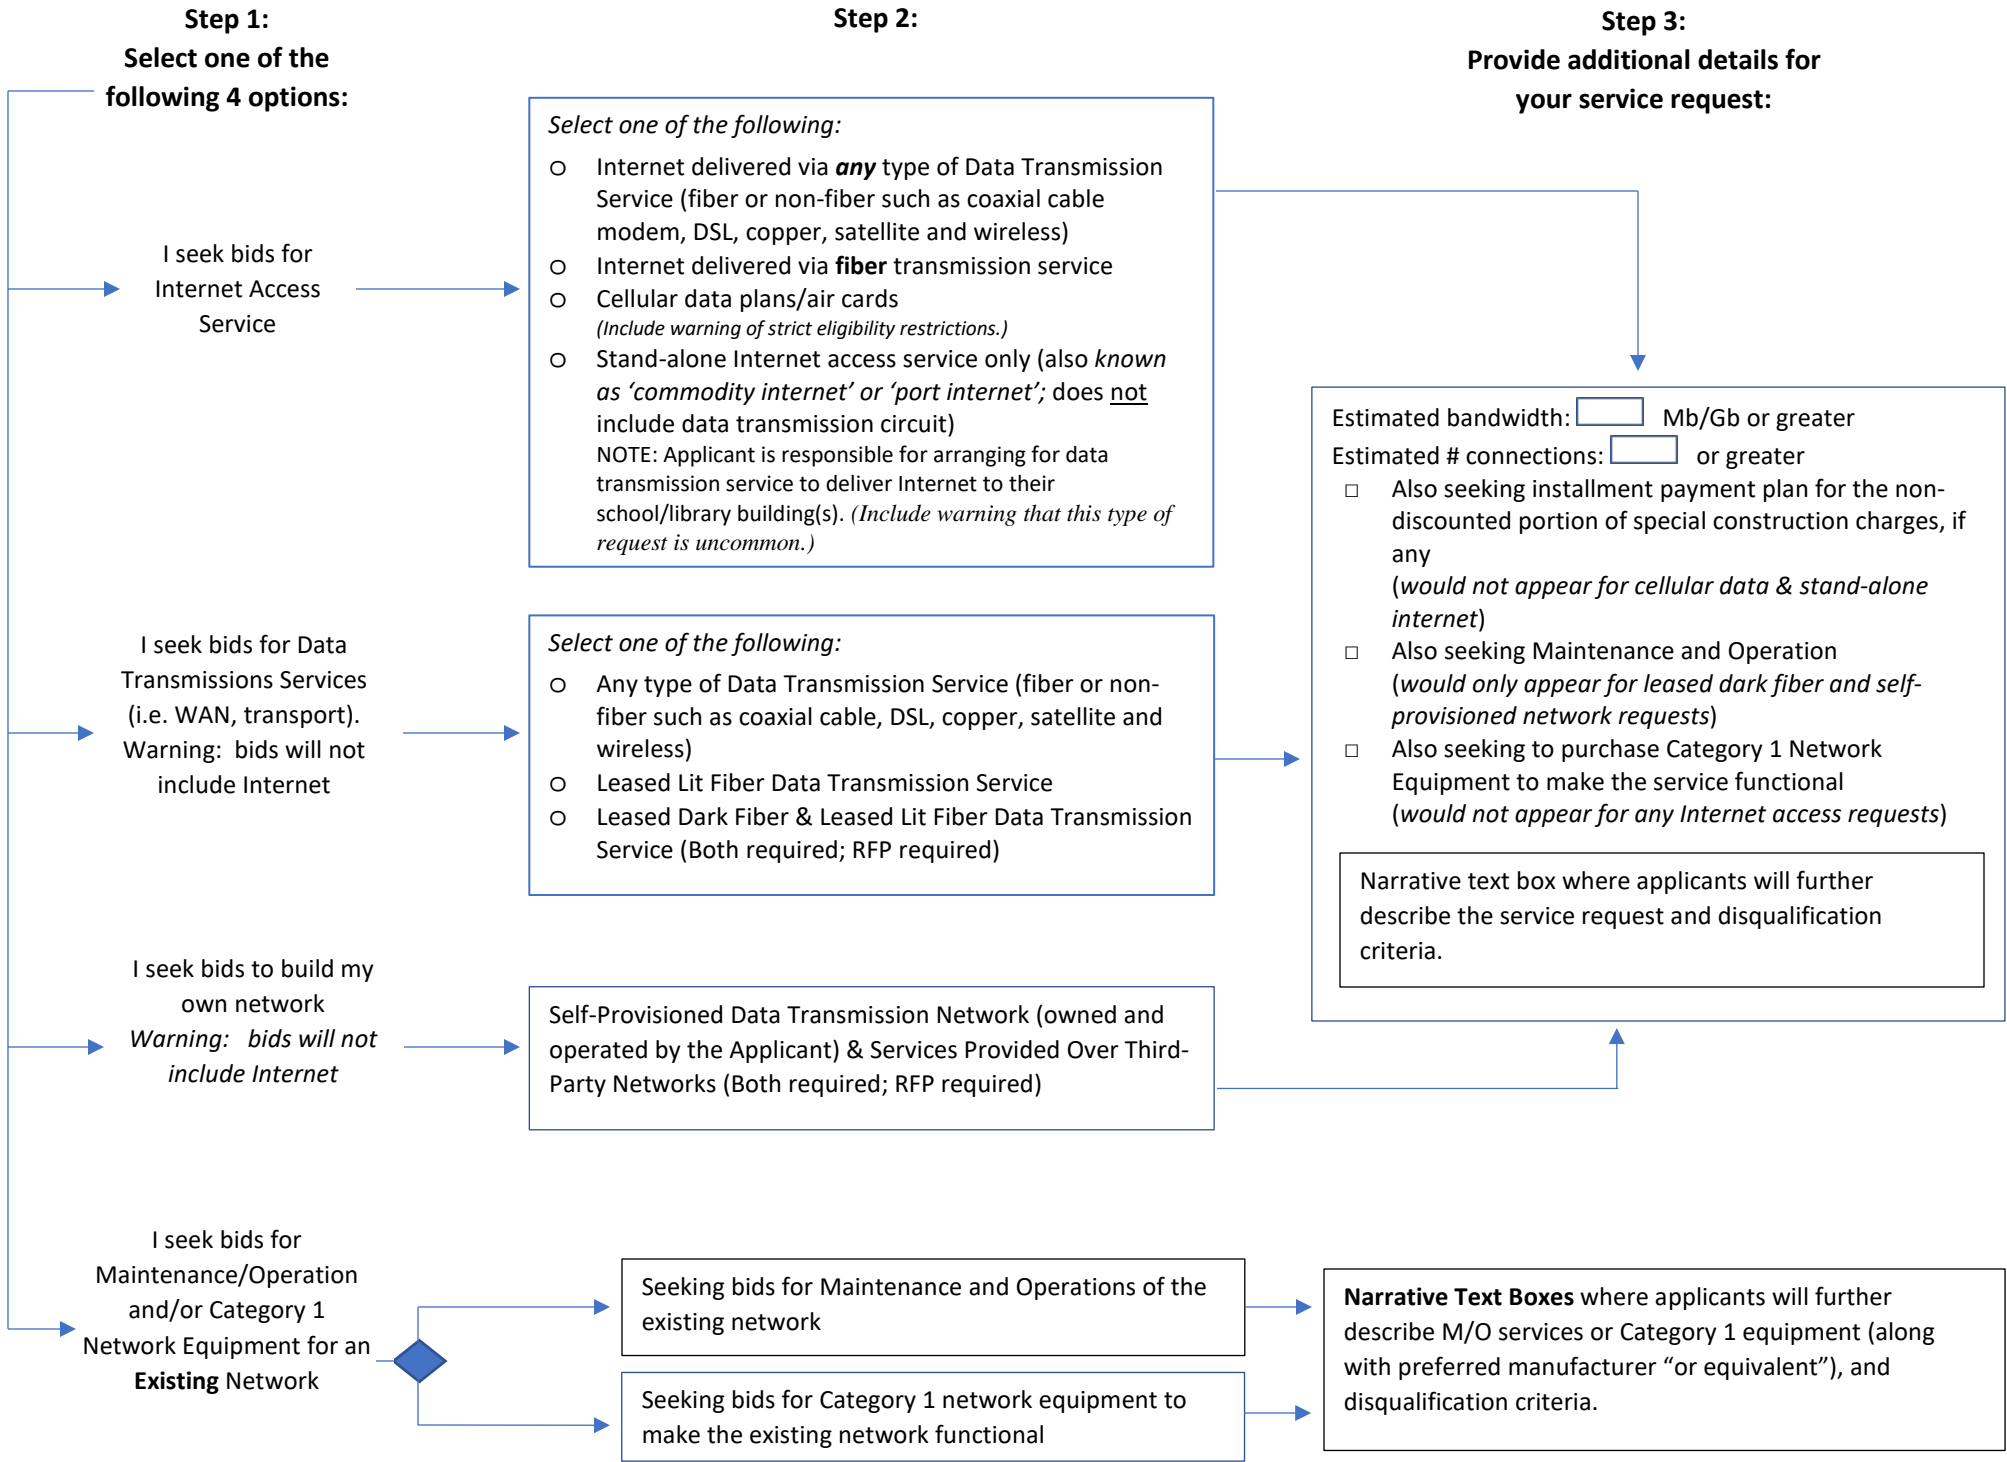 Step 1:
Select one of the
following 4 options:
Step 2:
Step 3:
Provide additional details for
your service request:
I seek bids for
Internet Access
Service
Select one of the following:
o Internet delivered via any type of Data Transmission
Service (fiber or non-fiber such as coaxial cable
modem, DSL, copper, satellite and wireless)
o Internet delivered via fiber transmission service
o Cellular data plans/air cards
(Include warning of strict eligibility restrictions.)
o Stand-alone Internet access service only (also known
as ‘commodity internet’ or ‘port internet’; does not
include data transmission circuit)
NOTE: Applicant is responsible for arranging for data
transmission service to deliver Internet to their
school/library building(s). (Include warning that this type of
request is uncommon.)
I seek bids for Data
Transmissions Services
(i.e. WAN, transport).
Warning: bids will not
include Internet
Select one of the following:
o Any type of Data Transmission Service (fiber or non-
fiber such as coaxial cable, DSL, copper, satellite and
wireless)
o Leased Lit Fiber Data Transmission Service
o Leased Dark Fiber & Leased Lit Fiber Data Transmission
Service (Both required; RFP required)
Estimated bandwidth: Mb/Gb or greater
Estimated # connections: or greater
□ Also seeking installment payment plan for the non-
discounted portion of special construction charges, if
any
(would not appear for cellular data & stand-alone
internet)
□ Also seeking Maintenance and Operation
(would only appear for leased dark fiber and self-
provisioned network requests)
□ Also seeking to purchase Category 1 Network
Equipment to make the service functional
(would not appear for any Internet access requests)
Narrative text box where applicants will further
describe the service request and disqualification
criteria.
I seek bids to build my
own network
Warning: bids will not
include Internet
Self-Provisioned Data Transmission Network (owned and
operated by the Applicant) & Services Provided Over Third-
Party Networks (Both required; RFP required)
I seek bids for
Maintenance/Operation
and/or Category 1
Network Equipment for an
Existing Network
Seeking bids for Maintenance and Operations of the
existing network
Seeking bids for Category 1 network equipment to
make the existing network functional
Narrative Text Boxes where applicants will further
describe M/O services or Category 1 equipment (along
with preferred manufacturer “or equivalent”), and
disqualification criteria.